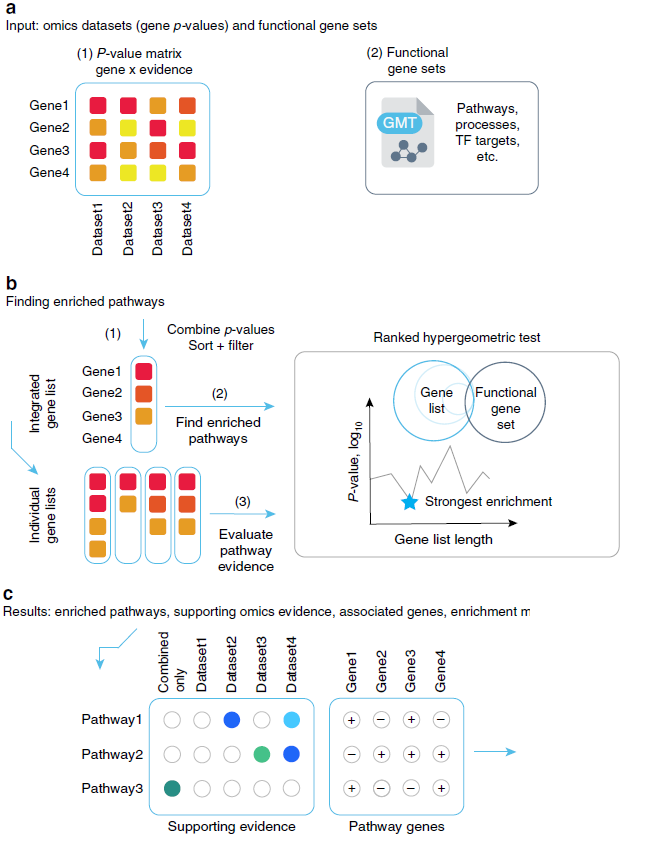 a
Input: omics datasets (gene p-values) and functional gene sets
(1) P-value matrix
gene x evidence
Gene1
Gene2
Gene3
Gene4
Dataset1
Dataset2
Dataset3
Dataset4
(2) Functional
gene sets
GMT
Pathways,
processes,
TF targets,
etc.
b
Finding enriched pathways
(1)
Combine p-values
Sort + filter
Integrated
gene list
Gene1
Gene2
Gene3
Gene4
(2)
Find enriched
pathways
Individual
gene lists
(3)
Evaluate
pathway
evidence
Ranked hypergeometric test
Gene
list
Functional
gene
set
P-value, log10
Strongest enrichment
Gene list length
c
Results: enriched pathways, supporting omics evidence, associated genes, enrichment m
Combined
only
Dataset1
Dataset2
Dataset3
Dataset4
Gene1
Gene2
Gene3
Gene4
Pathway1
+ − + −
Pathway2
− + + +
Pathway3
+ − − +
Supporting evidence
Pathway genes